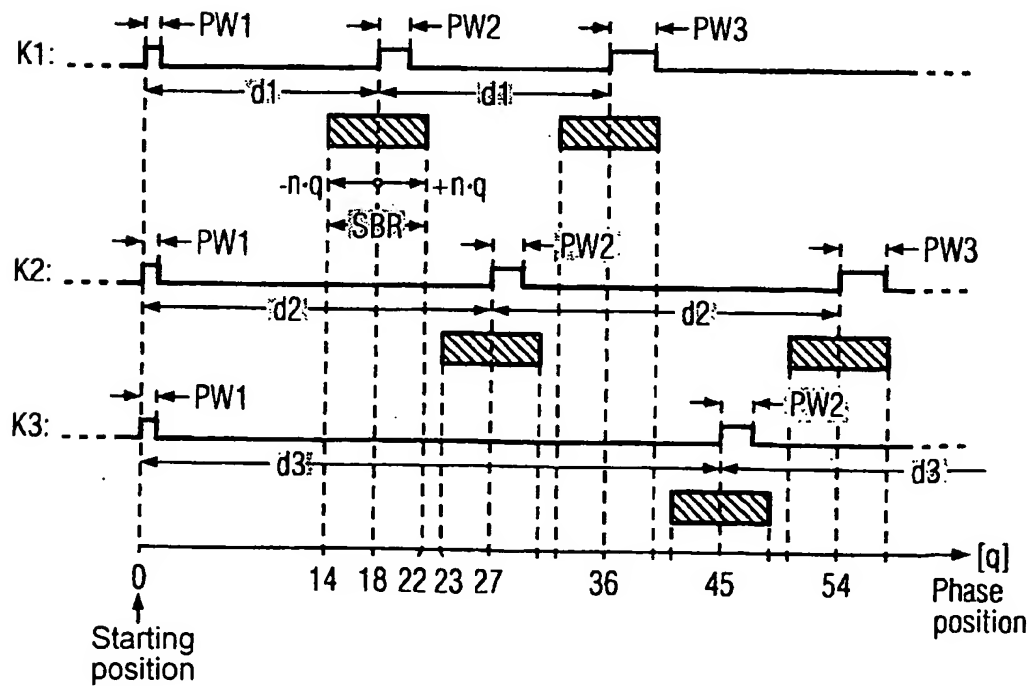 PW1 PW2 PW3
K1:
d1 d1
-n·q +n·q
SBR
PW1 PW2 PW3
K2:
d2 d2
PW1 PW2
K3:
d3 d3
[q]
0 14 18 22 23 27 36 45 54 Phase
position
Starting
position